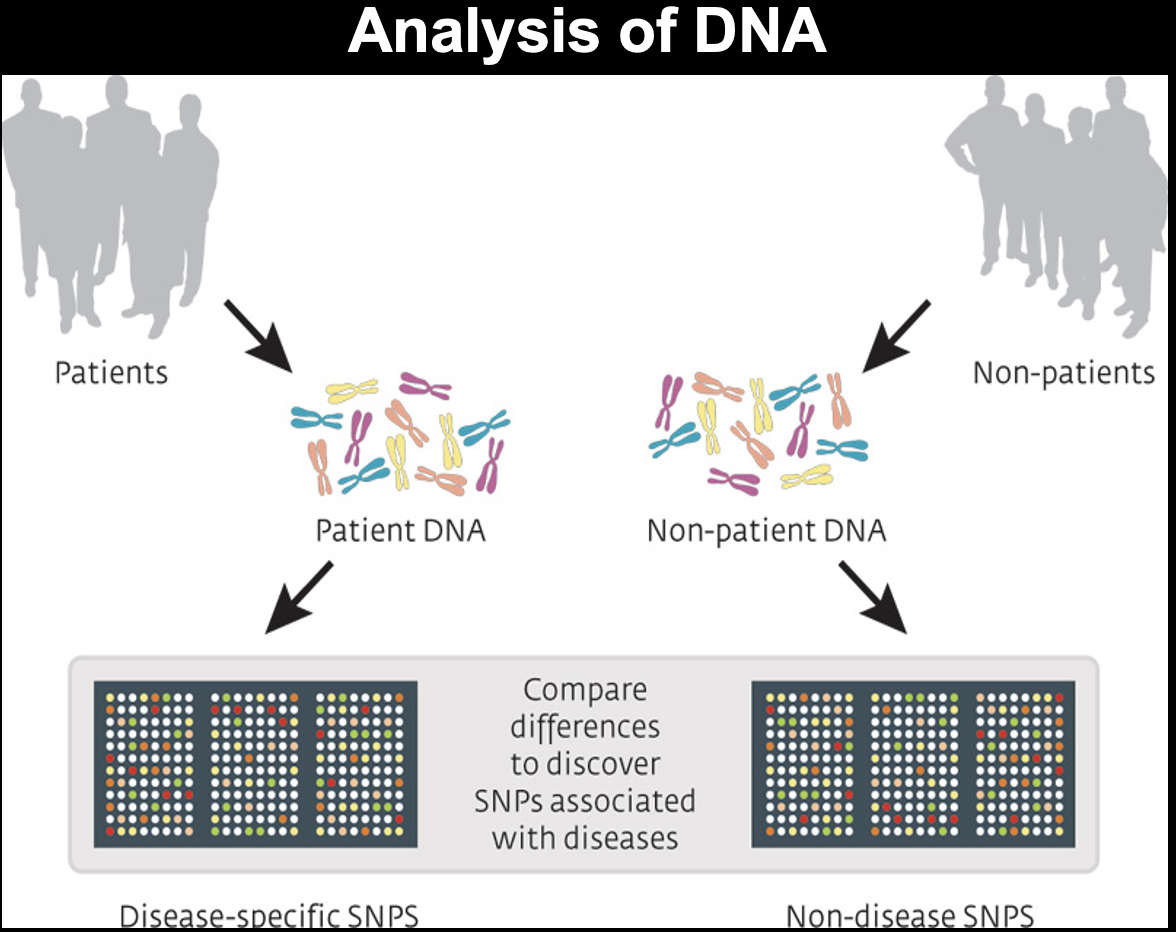 Analysis of DNA
Patients
Non-patients
Patient DNA
Non-patient DNA
Compare
differences
to discover
SNPs associated
with diseases
Disease-specific SNPS
Non-disease SNPS